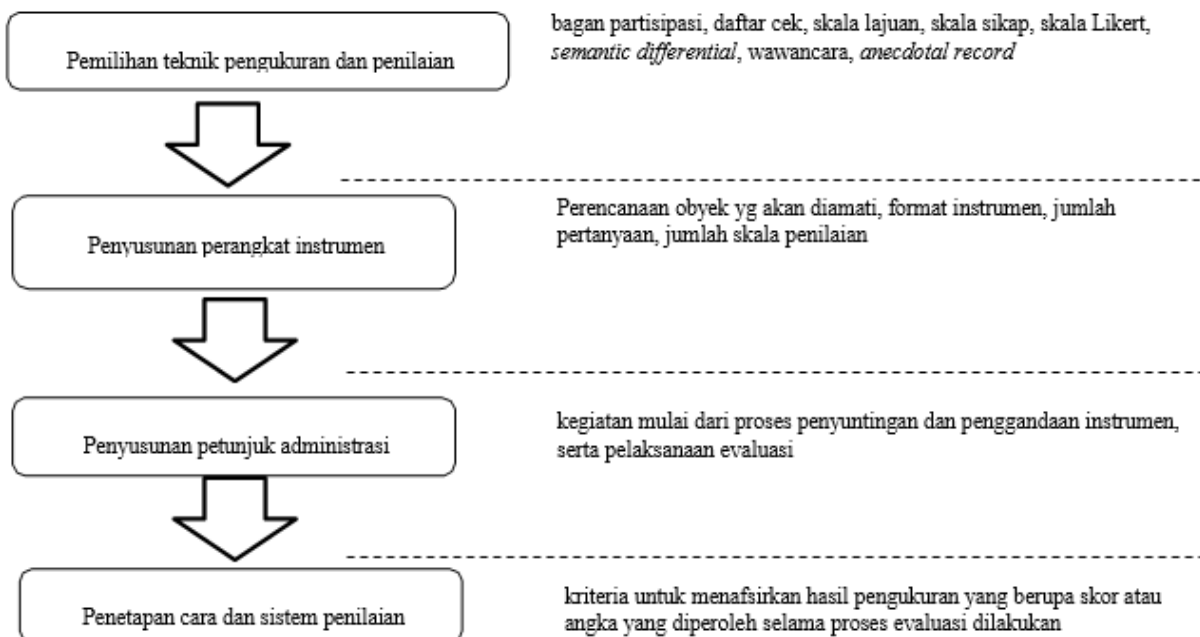 Pemilihan teknik pengukuran dan penilaian
bagan partisipasi, daftar cek, skala lajuan, skala sikap, skala Likert,
semantic differential, wawancara, anecdotal record
Penyusunan perangkat instrumen
Perencanaan obyek yg akan diamati, format instrumen, jumlah
pertanyaan, jumlah skala penilaian
Penyusunan petunjuk administrasi
kegiatan mulai dari proses penyuntingan dan penggandaan instrumen,
serta pelaksanaan evaluasi
Penetapan cara dan sistem penilaian
kriteria untuk menafsirkan hasil pengukuran yang berupa skor atau
angka yang diperoleh selama proses evaluasi dilakukan